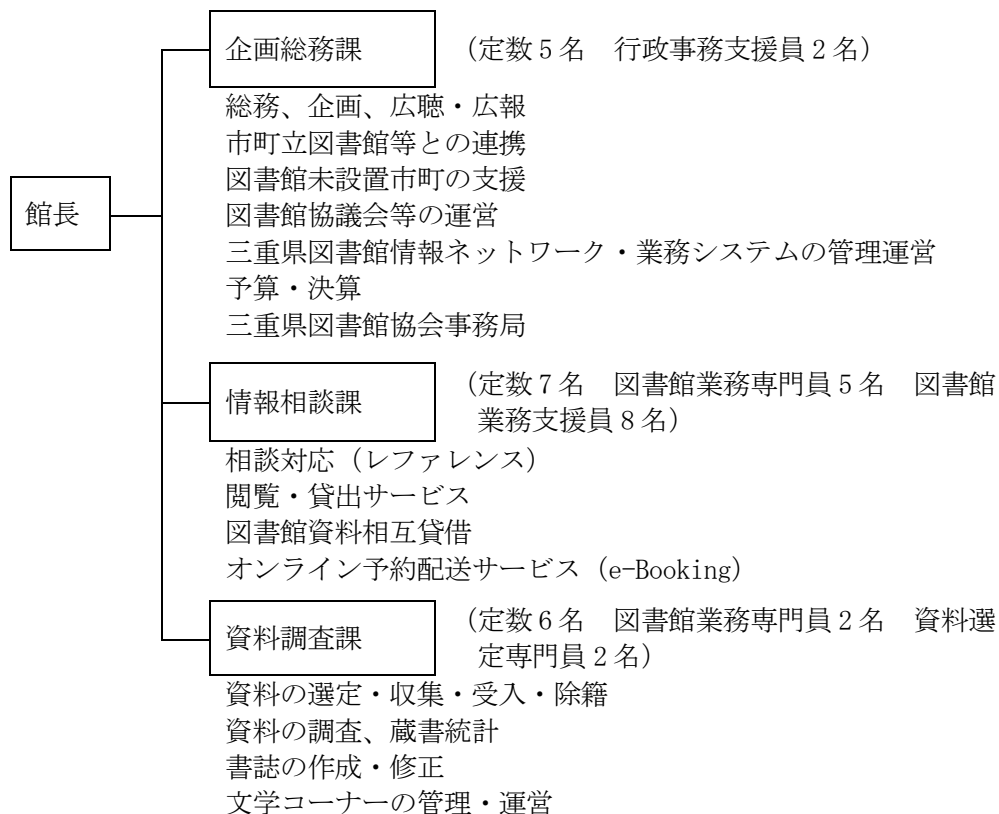 企画総務課 （定数５名　行政事務支援員２名）
総務、企画、広聴・広報
市町立図書館等との連携
図書館未設置市町の支援
館長
図書館協議会等の運営
三重県図書館情報ネットワーク・業務システムの管理運営
予算・決算
三重県図書館協会事務局
情報相談課
（定数７名　図書館業務専門員５名　図書館
業務支援員８名）
相談対応（レファレンス）
閲覧・貸出サービス
図書館資料相互貸借
オンライン予約配送サービス（e-Booking）
資料調査課
（定数６名　図書館業務専門員２名　資料選
定専門員２名）
資料の選定・収集・受入・除籍
資料の調査、蔵書統計
書誌の作成・修正
文学コーナーの管理・運営